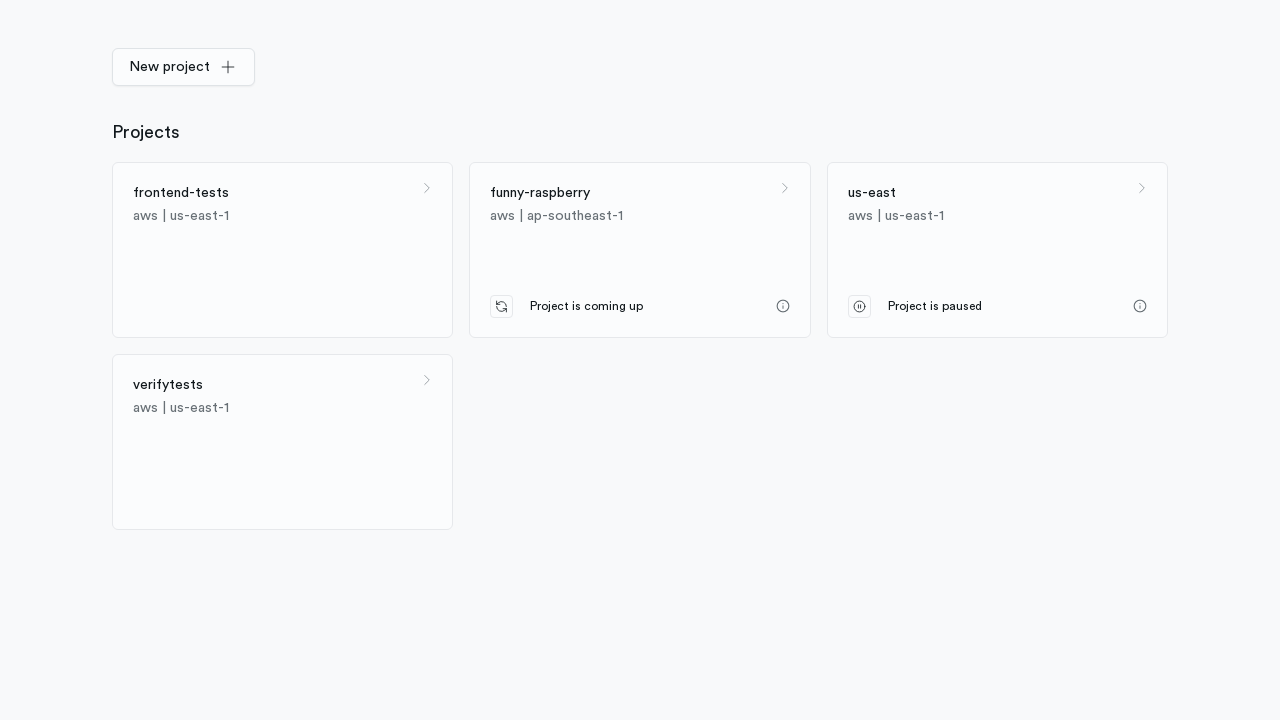 New project
Projects
frontend-tests
aws | us-east-1
funny-raspberry
aws | ap-southeast-1
Project is coming up
us-east
aws | us-east-1
Project is paused
verifytests
aws | us-east-1